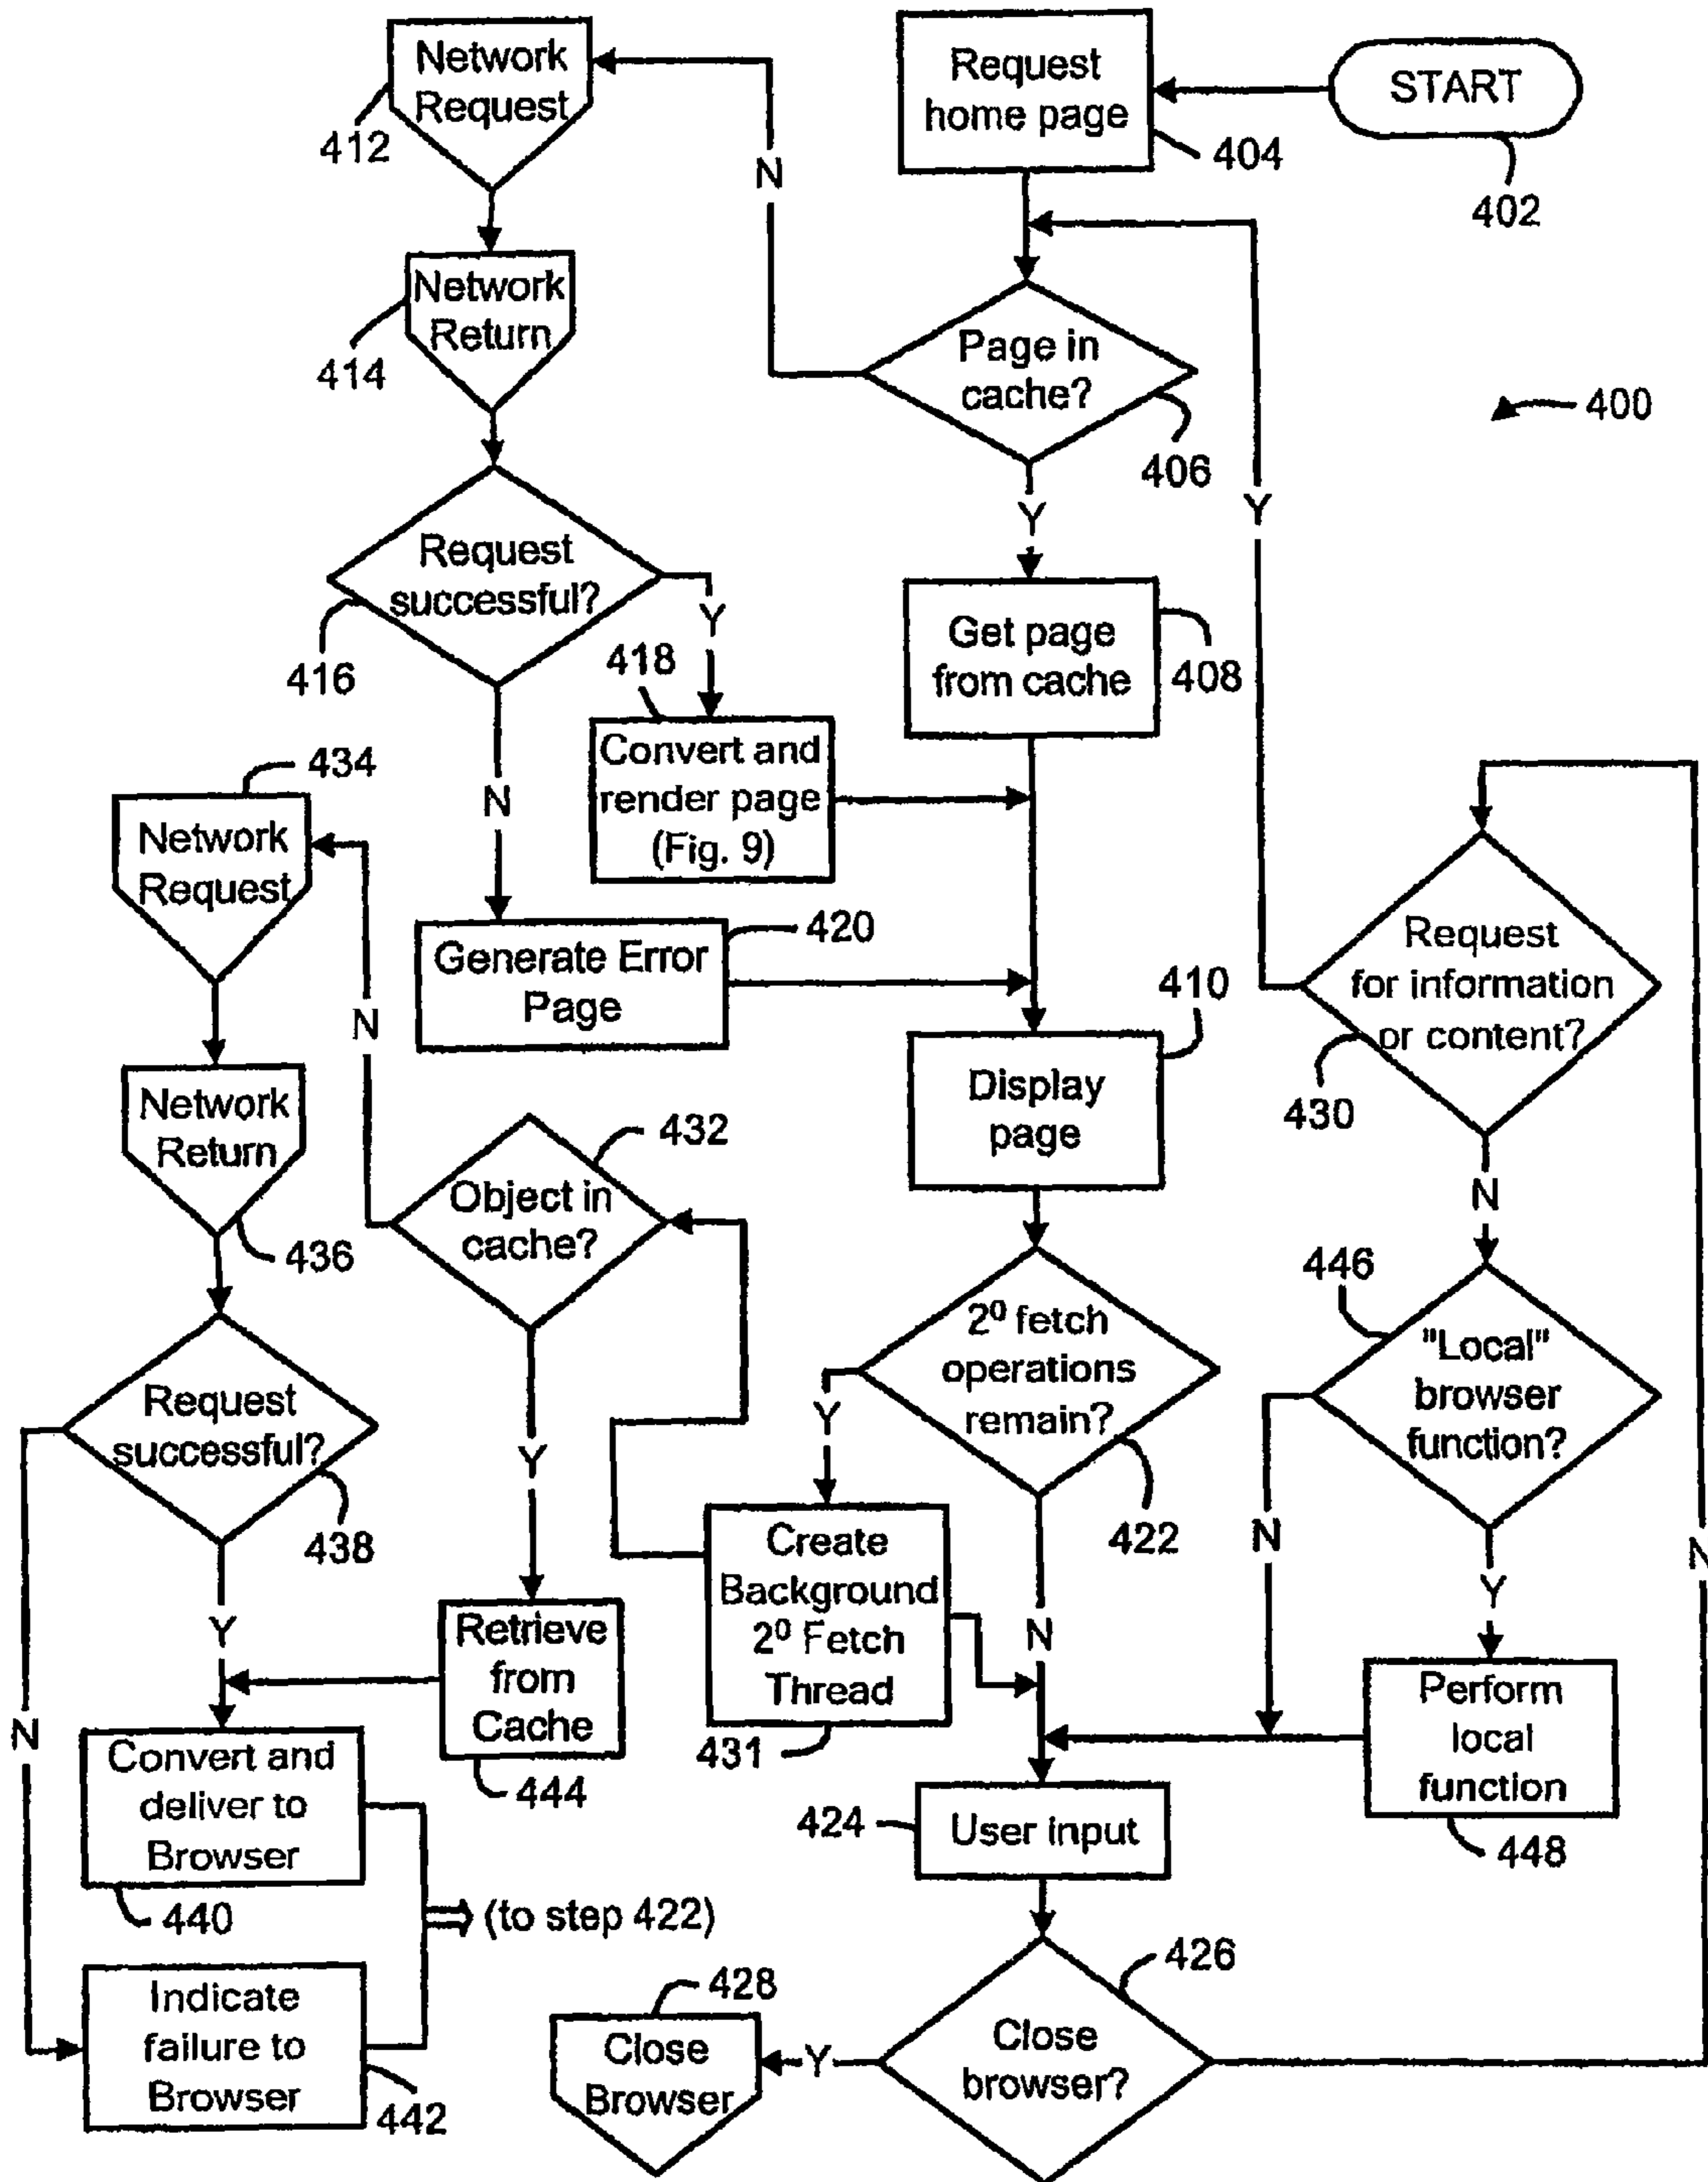 START
402
Request
home page
404
Network
Request
412
N
Network
Return
414
Page in
cache?
406
400
Y
Y
Request
successful?
416
Y
Get page
from cache
408
418
Convert and
render page
(Fig. 9)
N
Generate Error
Page
420
434
Network
Request
N
Request
for information
or content?
430
410
Display
page
Network
Return
436
432
Object in
cache?
N
446
"Local"
browser
function?
2⁰ fetch
operations
remain?
422
Y
Request
successful?
438
Y
N
N
Y
N
Create
Background
2⁰ Fetch
Thread
431
N
Y
Retrieve
from
Cache
444
Perform
local
function
448
N
Convert and
deliver to
Browser
440
424
User input
(to step 422)
Indicate
failure to
Browser
442
428
Close
Browser
Y
Close
browser?
426